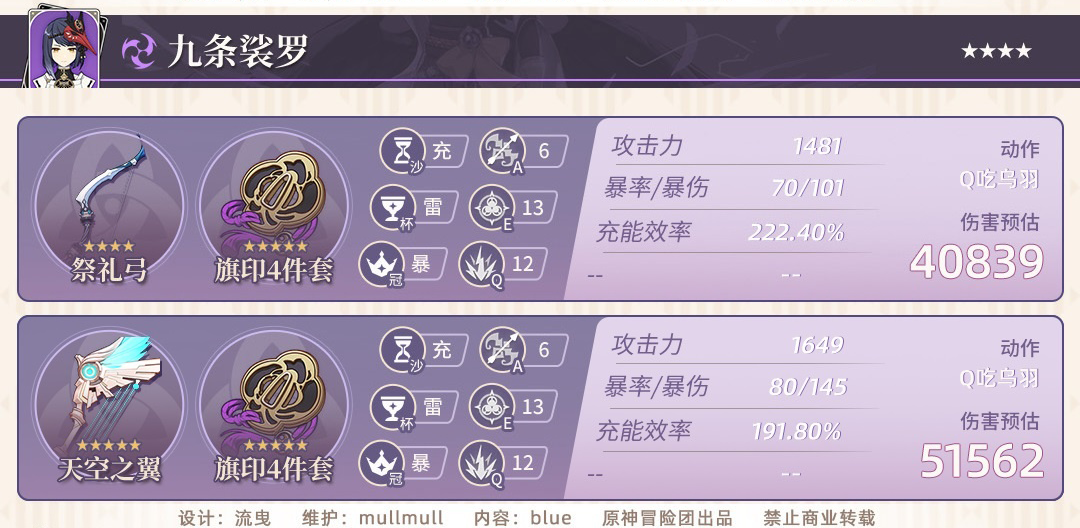 九条裟罗
★★★★
祭礼弓
旗印4件套
沙 充
A 6
杯 雷
E 13
冠 暴
Q 12
攻击力 1481
暴率/暴伤 70/101
充能效率 222.40%
-- --
动作
Q吃乌羽
伤害预估
40839
天空之翼
旗印4件套
沙 充
A 6
杯 雷
E 13
冠 暴
Q 12
攻击力 1649
暴率/暴伤 80/145
充能效率 191.80%
-- --
动作
Q吃乌羽
伤害预估
51562
设计：流曳 维护：mullmull 内容：blue 原神冒险团出品 禁止商业转载